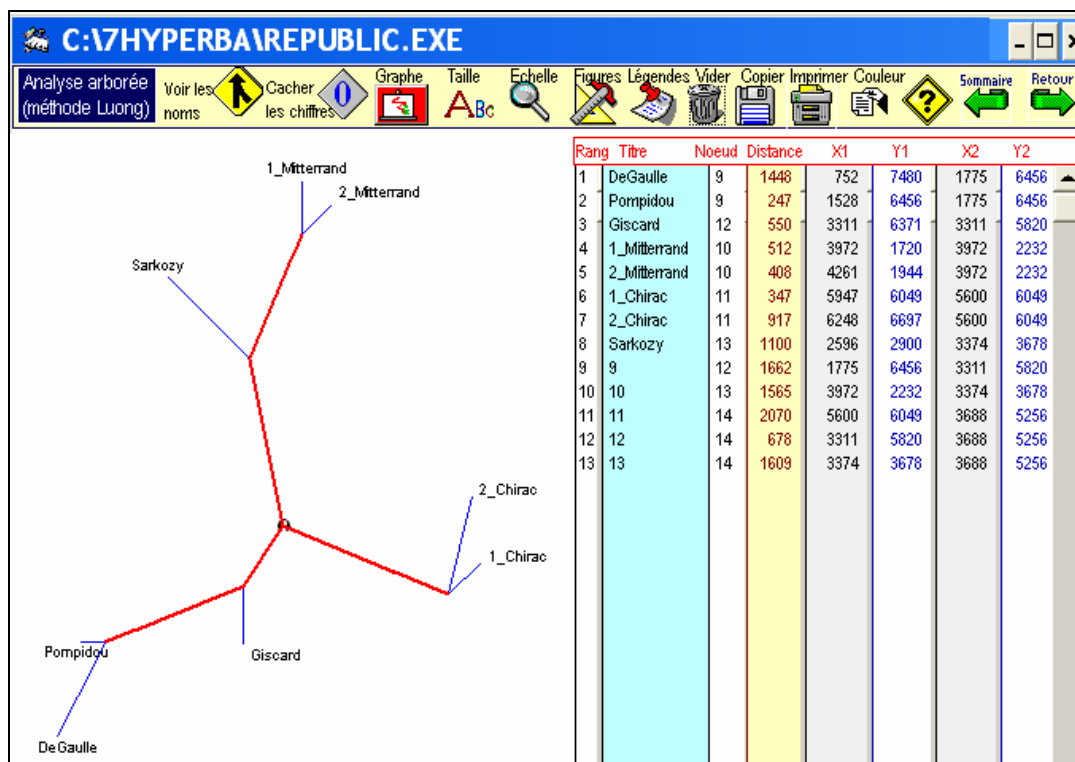 C:\7HYPERBA\REPUBLIC.EXE
Analyse arborée
(méthode Luong)
Voir les
noms
Cacher
les chiffres
0
Graphe
Taille
ABc
Echelle
Figures
Légendes
Vider
Copier
Imprimer
Couleur
?
Sommaire
Retour
1_Mitterrand
2_Mitterrand
Sarkozy
2_Chirac
1_Chirac
Pompidou
Giscard
DeGaulle
Rang Titre Noeud Distance X1 Y1 X2 Y2
1 DeGaulle 9 1448 752 7480 1775 6456
2 Pompidou 9 247 1528 6456 1775 6456
3 Giscard 12 550 3311 6371 3311 5820
4 1_Mitterrand 10 512 3972 1720 3972 2232
5 2_Mitterrand 10 408 4261 1944 3972 2232
6 1_Chirac 11 347 5947 6049 5600 6049
7 2_Chirac 11 917 6248 6697 5600 6049
8 Sarkozy 13 1100 2596 2900 3374 3678
9 9 12 1662 1775 6456 3311 5820
10 10 13 1565 3972 2232 3374 3678
11 11 14 2070 5600 6049 3688 5256
12 12 14 678 3311 5820 3688 5256
13 13 14 1609 3374 3678 3688 5256